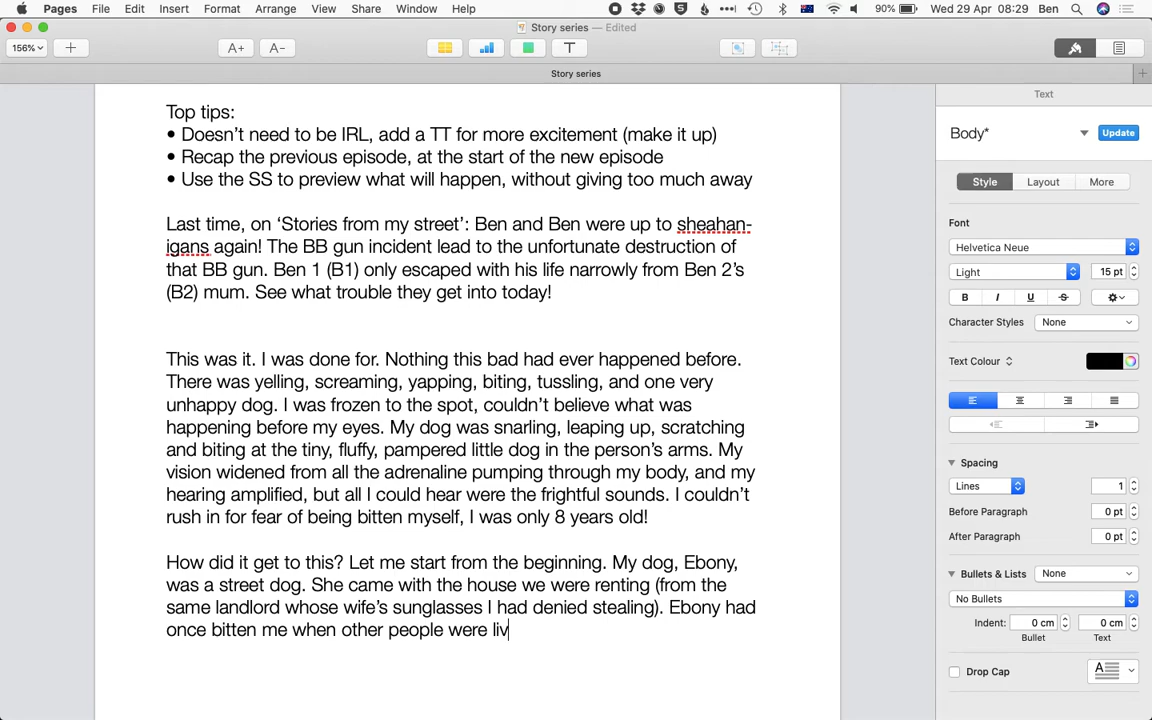 Pages File Edit Insert Format Arrange View Share Window Help 90% Wed 29 Apr 08:29 Ben
Story series — Edited
156% A+ A- T
Story series
Top tips:
• Doesn't need to be IRL, add a TT for more excitement (make it up)
• Recap the previous episode, at the start of the new episode
• Use the SS to preview what will happen, without giving too much away
Last time, on 'Stories from my street': Ben and Ben were up to sheahan-
igans again! The BB gun incident lead to the unfortunate destruction of
that BB gun. Ben 1 (B1) only escaped with his life narrowly from Ben 2's
(B2) mum. See what trouble they get into today!
This was it. I was done for. Nothing this bad had ever happened before.
There was yelling, screaming, yapping, biting, tussling, and one very
unhappy dog. I was frozen to the spot, couldn't believe what was
happening before my eyes. My dog was snarling, leaping up, scratching
and biting at the tiny, fluffy, pampered little dog in the person's arms. My
vision widened from all the adrenaline pumping through my body, and my
hearing amplified, but all I could hear were the frightful sounds. I couldn't
rush in for fear of being bitten myself, I was only 8 years old!
How did it get to this? Let me start from the beginning. My dog, Ebony,
was a street dog. She came with the house we were renting (from the
same landlord whose wife's sunglasses I had denied stealing). Ebony had
once bitten me when other people were liv
Text
Body* Update
Style Layout More
Font
Helvetica Neue
Light 15 pt
B I U S
Character Styles None
Text Colour
Spacing
Lines 1
Before Paragraph 0 pt
After Paragraph 0 pt
Bullets & Lists None
No Bullets
Indent: 0 cm 0 cm
Bullet Text
Drop Cap A